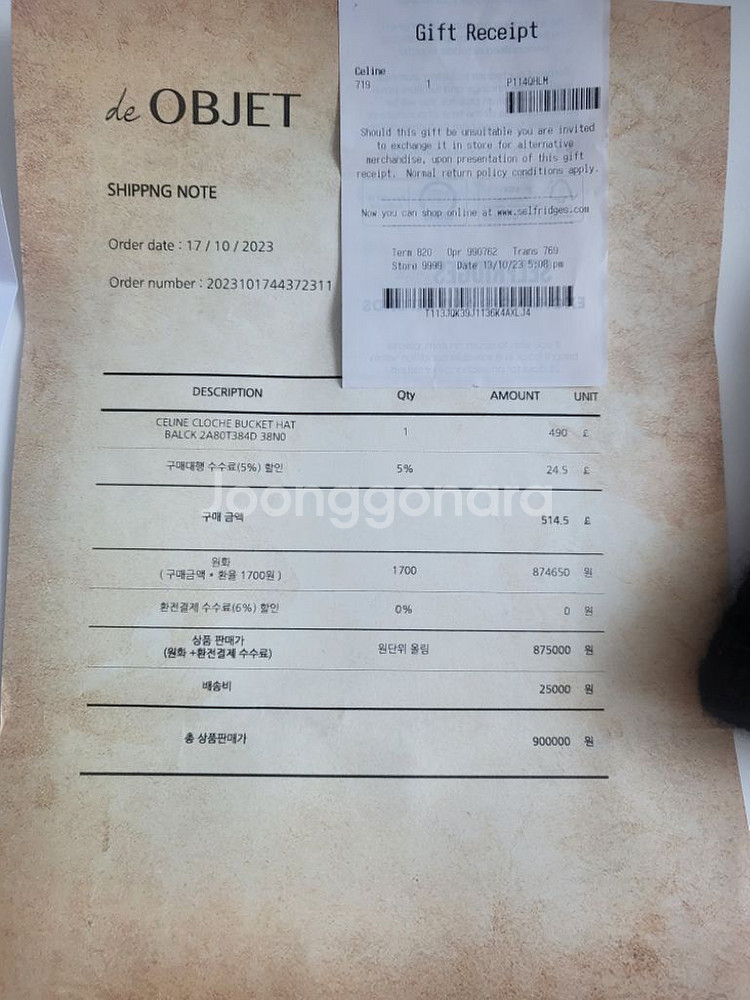 Gift Receipt
Celine
719 1 P114QHLM
Should this gift be unsuitable you are invited
to exchange it in store for alternative
merchandise, upon presentation of this gift
receipt. Normal return policy conditions apply.
Now you can shop online at www.selfridges.com
Term 820 Opr 990762 Trans 769
Store 9999 Date 13/10/23 5:08 pm
T113JQK39J1136K4AXLJ4
de OBJET
SHIPPNG NOTE
Order date : 17 / 10 / 2023
Order number : 2023101744372311
DESCRIPTION Qty AMOUNT UNIT
CELINE CLOCHE BUCKET HAT
BALCK 2A80T384D 38N0 1 490 £
구매대행 수수료(5%) 할인 5% 24.5 £
구매 금액 514.5 £
원화
( 구매금액 * 환율 1700원 ) 1700 874650 원
환전결제 수수료(6%) 할인 0% 0 원
상품 판매가
(원화 +환전결제 수수료) 원단위 올림 875000 원
배송비 25000 원
총 상품판매가 900000 원
Joonggonara